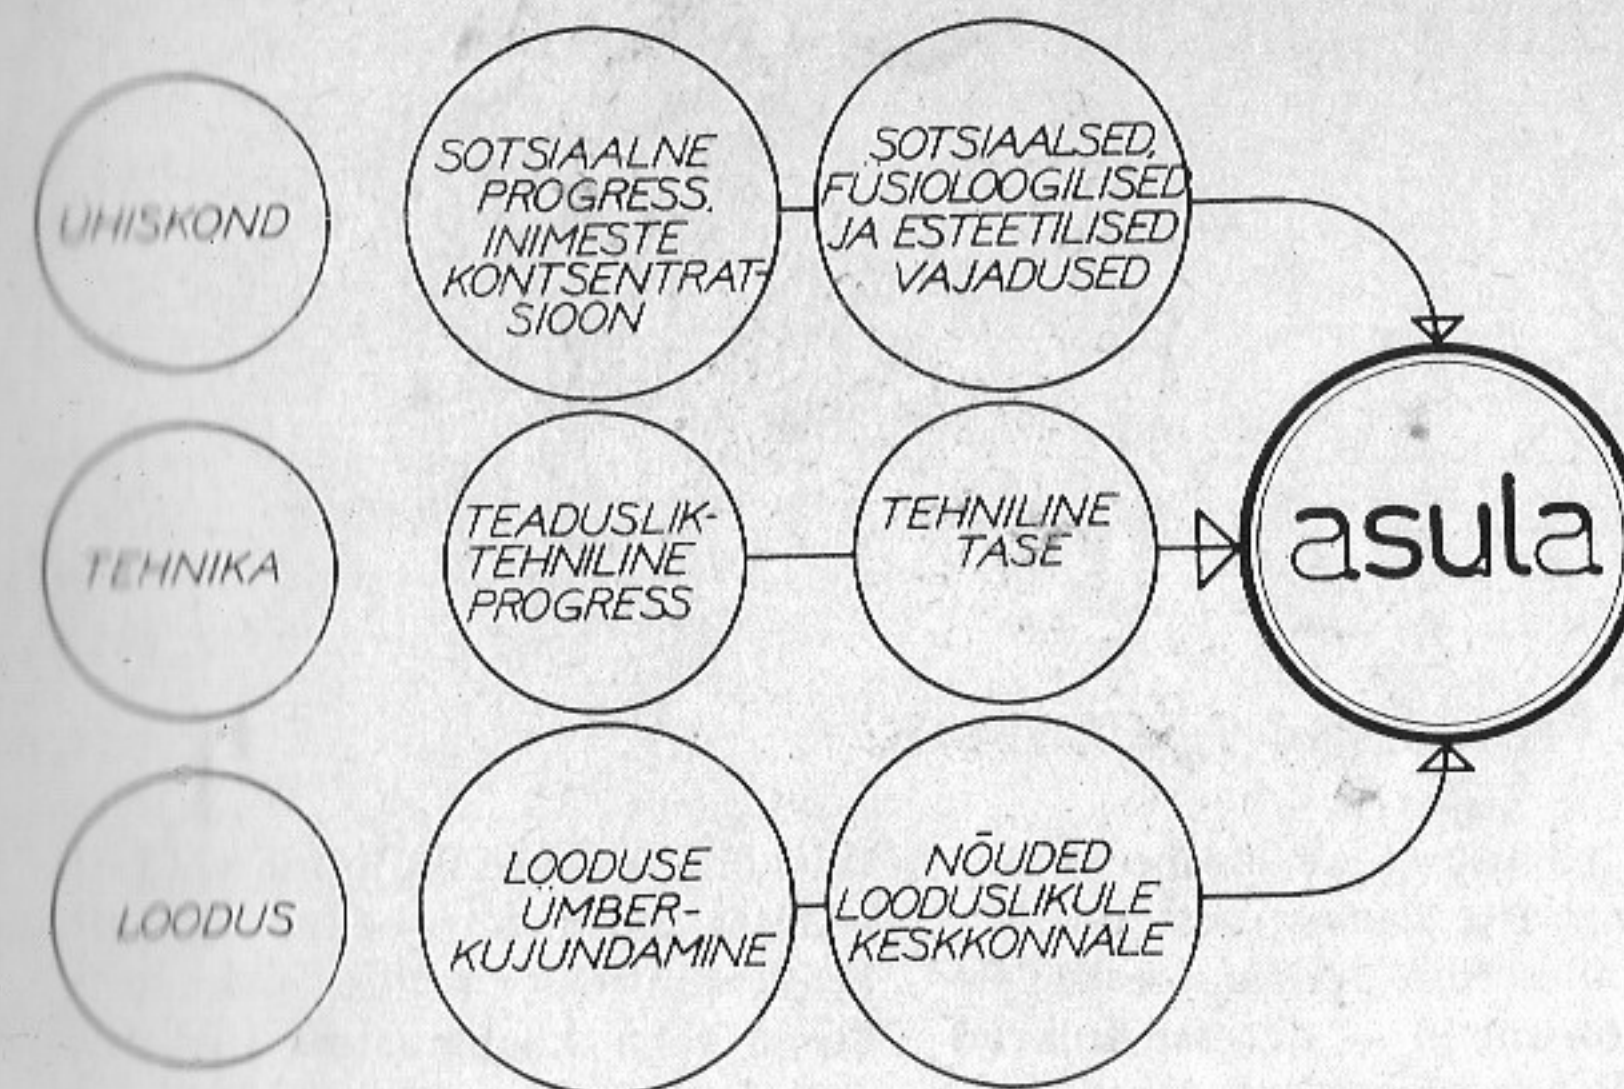 ÜHISKOND
SOTSIAALNE
PROGRESS.
INIMESTE
KONTSENTRAT-
SIOON
SOTSIAALSED,
FÜSIOLOOGILISED
JA ESTEETILISED
VAJADUSED
TEHNIKA
TEADUSLIK-
TEHNILINE
PROGRESS
TEHNILINE
TASE
asula
LOODUS
LOODUSE
ÜMBER-
KUJUNDAMINE
NŌUDED
LOODUSLIKULE
KESKKONNALE